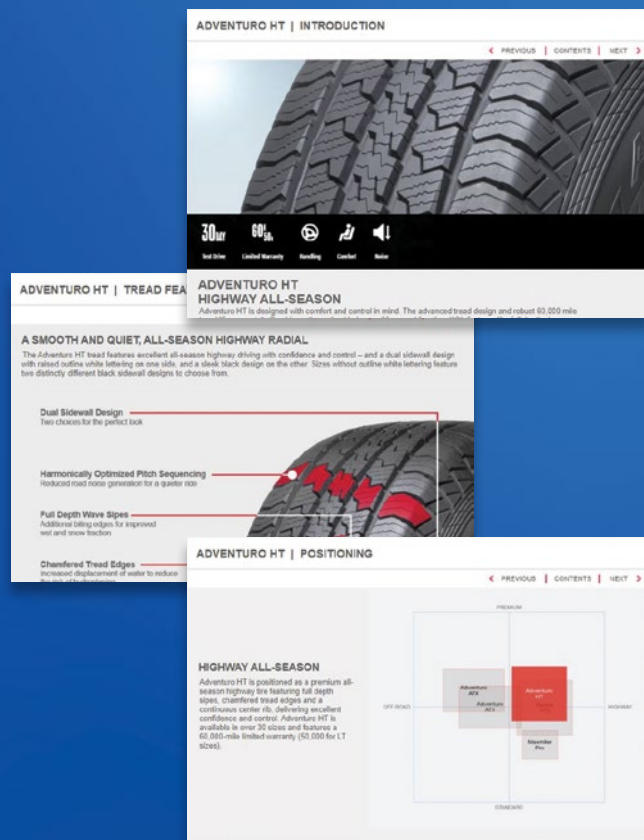 ADVENTURO HT | INTRODUCTION
PREVIOUS | CONTENTS | NEXT
30DAY
Test Drive
Limited Warranty
Handling
Comfort
Noise
ADVENTURO HT
HIGHWAY ALL-SEASON
Adventuro HT is designed with comfort and control in mind. The advanced tread design and robust 60,000 mile
ADVENTURO HT | TREAD FEA
A SMOOTH AND QUIET, ALL-SEASON HIGHWAY RADIAL
The Adventuro HT tread features excellent all-season highway driving with confidence and control – and a dual sidewall design
with raised outline white lettering on one side, and a sleek black design on the other. Sizes without outline white lettering feature
two distinctly different black sidewall designs to choose from.
Dual Sidewall Design
Two choices for the perfect look
Harmonically Optimized Pitch Sequencing
Reduced road noise generation for a quieter ride
Full Depth Wave Sipes
Additional biting edges for improved
wet and snow traction
Chamfered Tread Edges
Increased displacement of water to reduce
ADVENTURO HT | POSITIONING
PREVIOUS | CONTENTS | NEXT
HIGHWAY ALL-SEASON
Adventuro HT is positioned as a premium all-
season highway tire featuring full depth
sipes, chamfered tread edges and a
continuous center rib, delivering excellent
confidence and control. Adventuro HT is
available in over 30 sizes and features a
60,000-mile limited warranty (50,000 for LT
sizes).
PREMIUM
OFF-ROAD
HIGHWAY
STANDARD
Adventuro
ATX
Adventuro
Adventuro
HT
Maxmiler
Pro